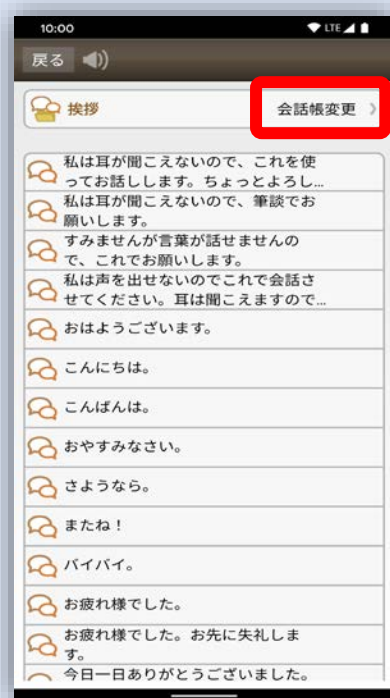 10:00 LTE
戻る
挨拶 会話帳変更
私は耳が聞こえないので、これを使
ってお話しします。ちょっとよろし...
私は耳が聞こえないので、筆談でお
願いします。
すみませんが言葉が話せませんの
で、これでお願いします。
私は声を出せないのでこれで会話さ
せてください。耳は聞こえますので...
おはようございます。
こんにちは。
こんばんは。
おやすみなさい。
さようなら。
またね！
バイバイ。
お疲れ様でした。
お疲れ様でした。お先に失礼しま
す。
今日一日ありがとうございました。